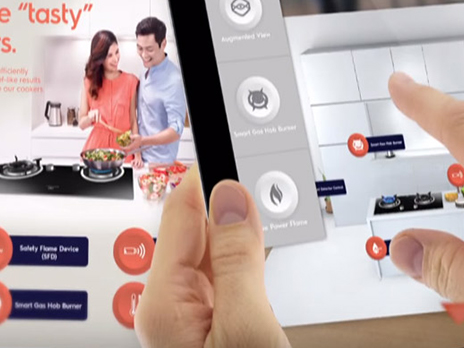 e “tasty”
s.
fficiently
f-like results
our cookers
Safety Flame Device
(SFD)
Smart Gas Hob Burner
Augmented View
Smart Gas Hob Burner
Power Flame
Smart Gas Hob Burner